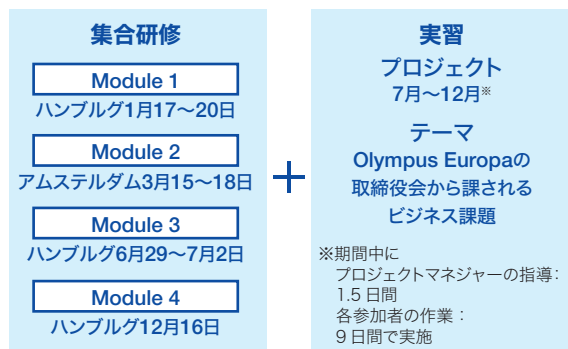 集合研修
Module 1
ハンブルグ1月17～20日
Module 2
アムステルダム3月15～18日
Module 3
ハンブルグ6月29～7月2日
Module 4
ハンブルグ12月16日
+
実習
プロジェクト
7月～12月※
テーマ
Olympus Europaの
取締役会から課される
ビジネス課題
※期間中に
プロジェクトマネジャーの指導：
1.5日間
各参加者の作業：
9日間で実施